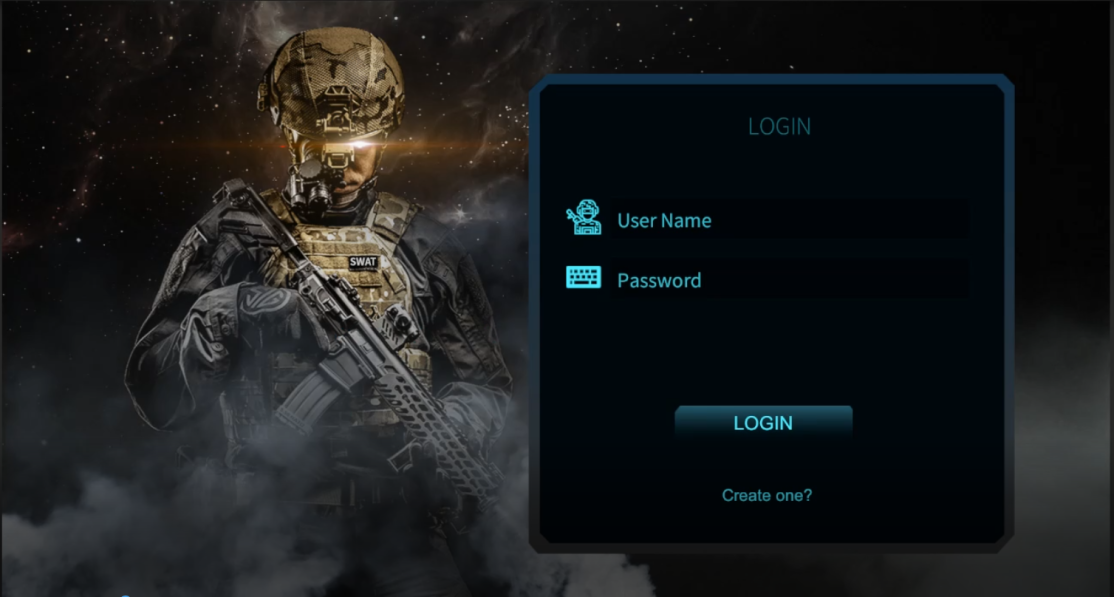 SWAT
LOGIN
User Name
Password
LOGIN
Create one?